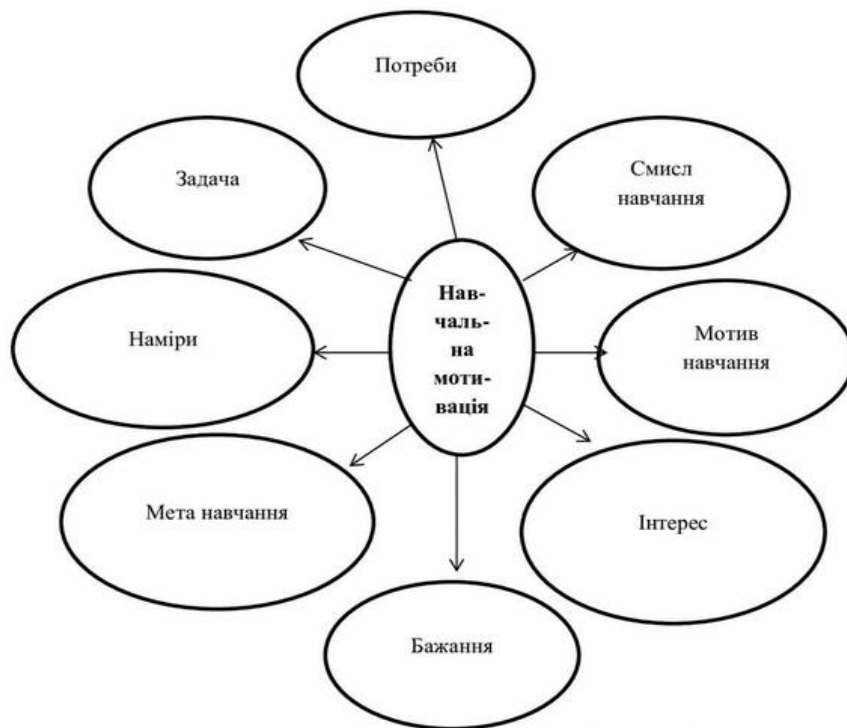 Потреби
Задача
Смисл
навчання
Наміри
Нав-
чаль-
на
моти-
вація
Мотив
навчання
Мета навчання
Інтерес
Бажання